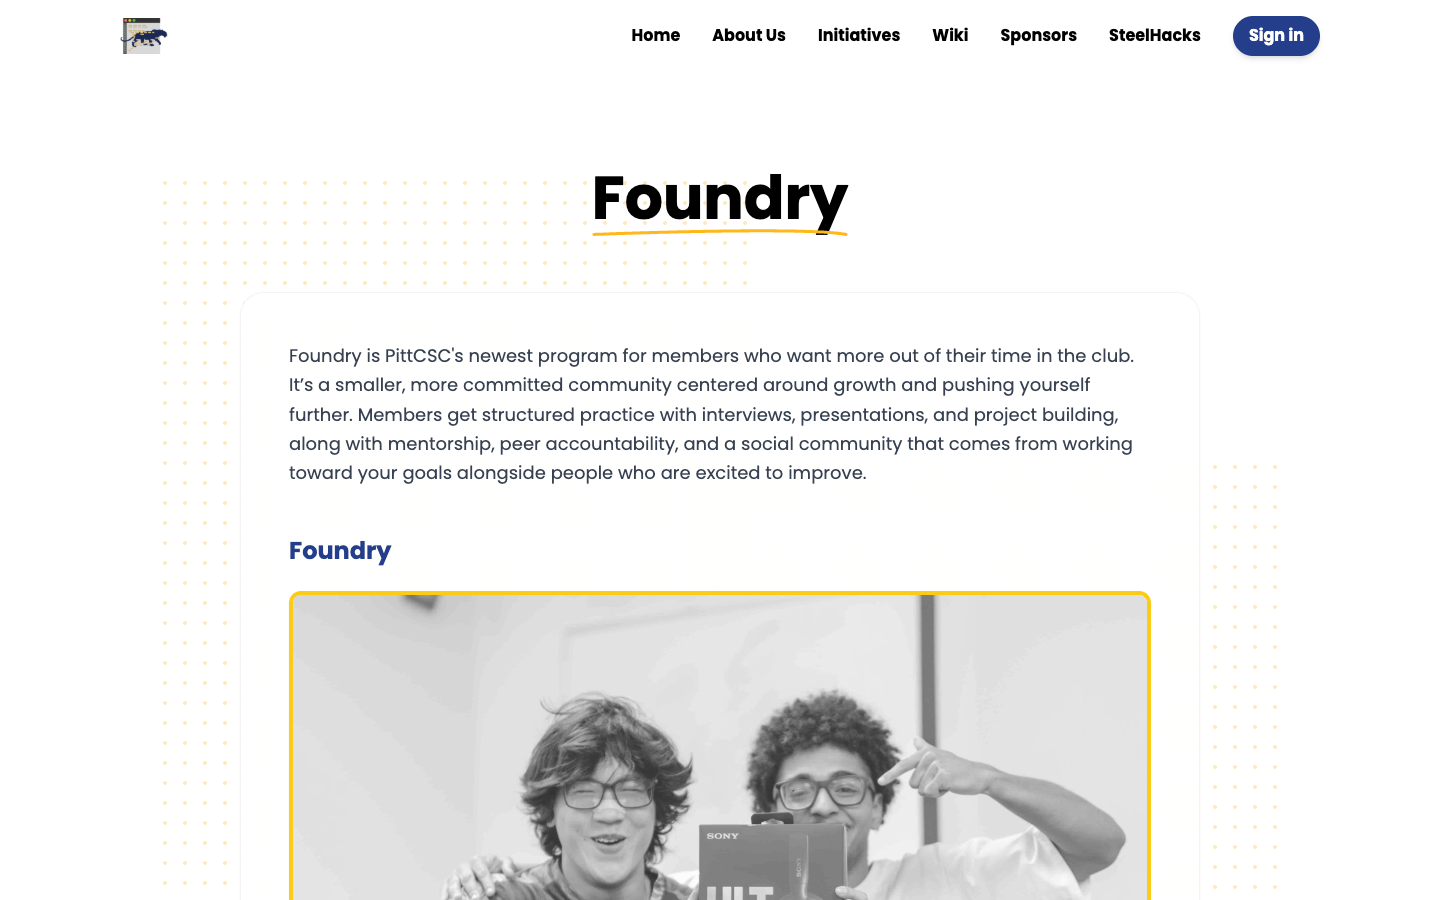 Home About Us Initiatives Wiki Sponsors SteelHacks Sign in
Foundry
Foundry is PittCSC's newest program for members who want more out of their time in the club.
It’s a smaller, more committed community centered around growth and pushing yourself
further. Members get structured practice with interviews, presentations, and project building,
along with mentorship, peer accountability, and a social community that comes from working
toward your goals alongside people who are excited to improve.
Foundry
SONY
SONY
ULT